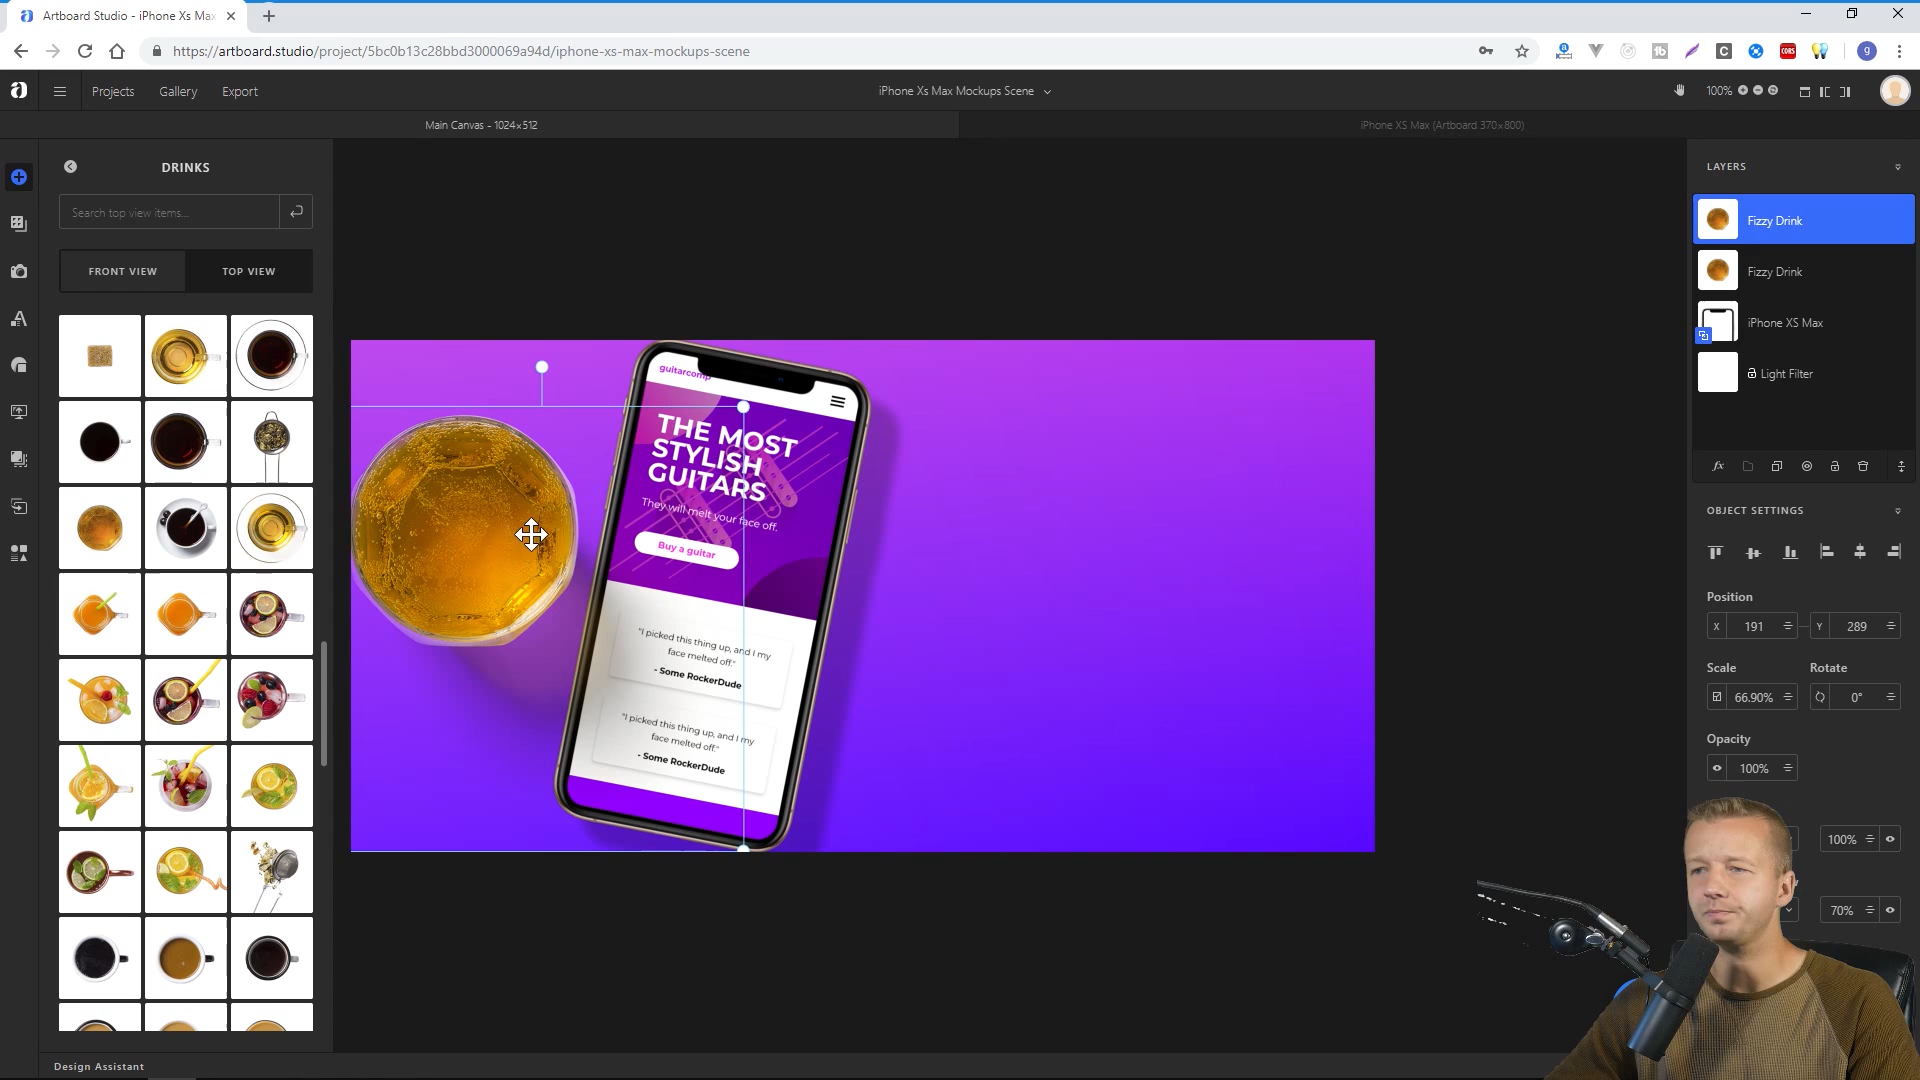 Artboard Studio - iPhone Xs Max
https://artboard.studio/project/5bc0b13c28bbd3000069a94d/iphone-xs-max-mockups-scene
Projects
Gallery
Export
iPhone Xs Max Mockups Scene
100%
Main Canvas - 1024×512
iPhone XS Max (Artboard 370×800)
DRINKS
Search top view items...
FRONT VIEW
TOP VIEW
guitarcomp
THE MOST
STYLISH
GUITARS
They will melt your face off.
Buy a guitar
"I picked this thing up, and I my
face melted off."
- Some RockerDude
"I picked this thing up, and I my
face melted off."
- Some RockerDude
LAYERS
Fizzy Drink
Fizzy Drink
iPhone XS Max
Light Filter
fx
OBJECT SETTINGS
Position
X 191
Y 289
Scale
Rotate
66.90%
0°
Opacity
100%
100%
70%
Design Assistant